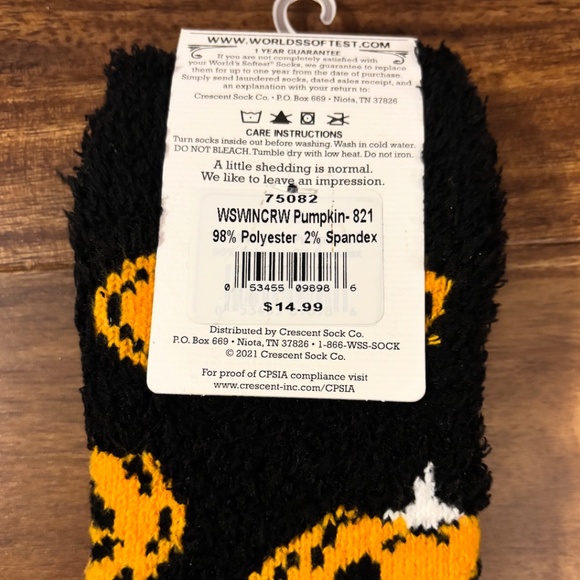 WWW.WORLDSSOFTEST.COM
1 YEAR GUARANTEE
If you are not completely satisfied with
your World's Softest® Socks, we guarantee to replace
them for up to one year from the date of purchase.
Simply send laundered socks, dated sales receipt, and
an explanation with your return to:
Crescent Sock Co. • P.O. Box 669 • Niota, TN 37826
CARE INSTRUCTIONS
Turn socks inside out before washing. Wash in cold water.
DO NOT BLEACH. Tumble dry with low heat. Do not iron.
A little shedding is normal.
We like to leave an impression.
75082
WSWINCRW Pumpkin- 821
98% Polyester 2% Spandex
0 53455 09898 6
$14.99
Distributed by Crescent Sock Co.
P.O. Box 669 • Niota, TN 37826 • 1-866-WSS-SOCK
© 2021 Crescent Sock Co.
For proof of CPSIA compliance visit
www.crescent-inc.com/CPSIA